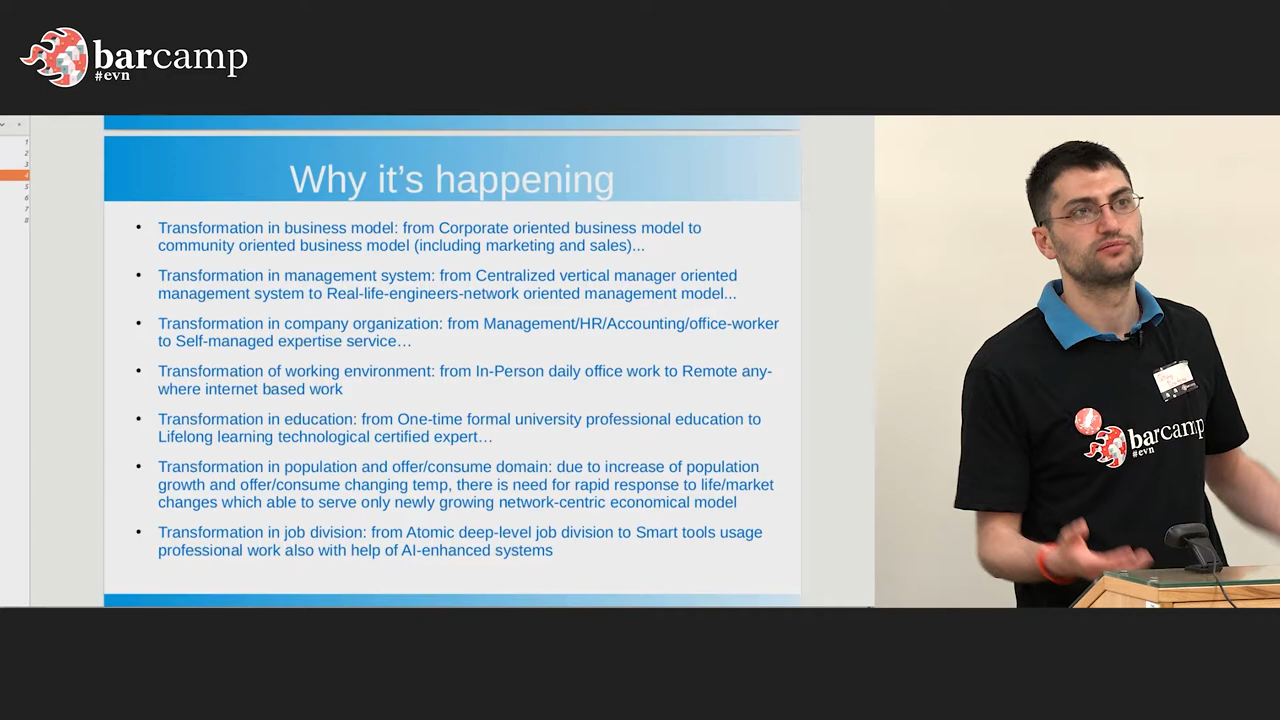 barcamp
#evn
1
2
3
4
5
6
7
8
Why it's happening
• Transformation in business model: from Corporate oriented business model to
community oriented business model (including marketing and sales)...
• Transformation in management system: from Centralized vertical manager oriented
management system to Real-life-engineers-network oriented management model...
• Transformation in company organization: from Management/HR/Accounting/office-worker
to Self-managed expertise service…
• Transformation of working environment: from In-Person daily office work to Remote any-
where internet based work
• Transformation in education: from One-time formal university professional education to
Lifelong learning technological certified expert…
• Transformation in population and offer/consume domain: due to increase of population
growth and offer/consume changing temp, there is need for rapid response to life/market
changes which able to serve only newly growing network-centric economical model
• Transformation in job division: from Atomic deep-level job division to Smart tools usage
professional work also with help of AI-enhanced systems
barcamp
#evn